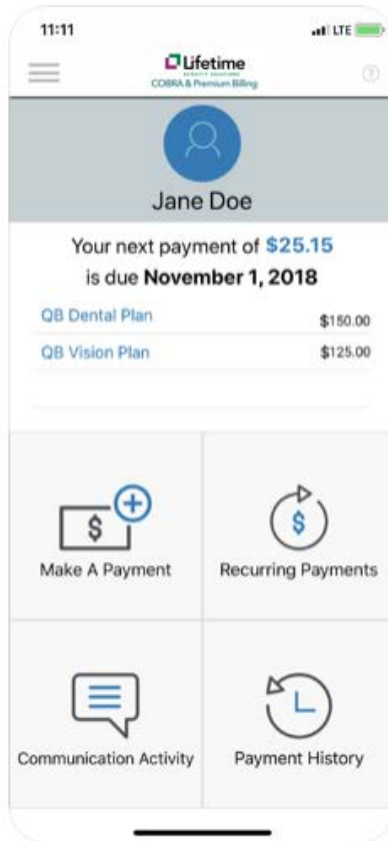 11:11
LTE
Lifetime
BENEFIT SOLUTIONS
COBRA & Premium Billing
?
Jane Doe
Your next payment of $25.15
is due November 1, 2018
QB Dental Plan $150.00
QB Vision Plan $125.00
$
Make A Payment
$
Recurring Payments
Communication Activity
Payment History